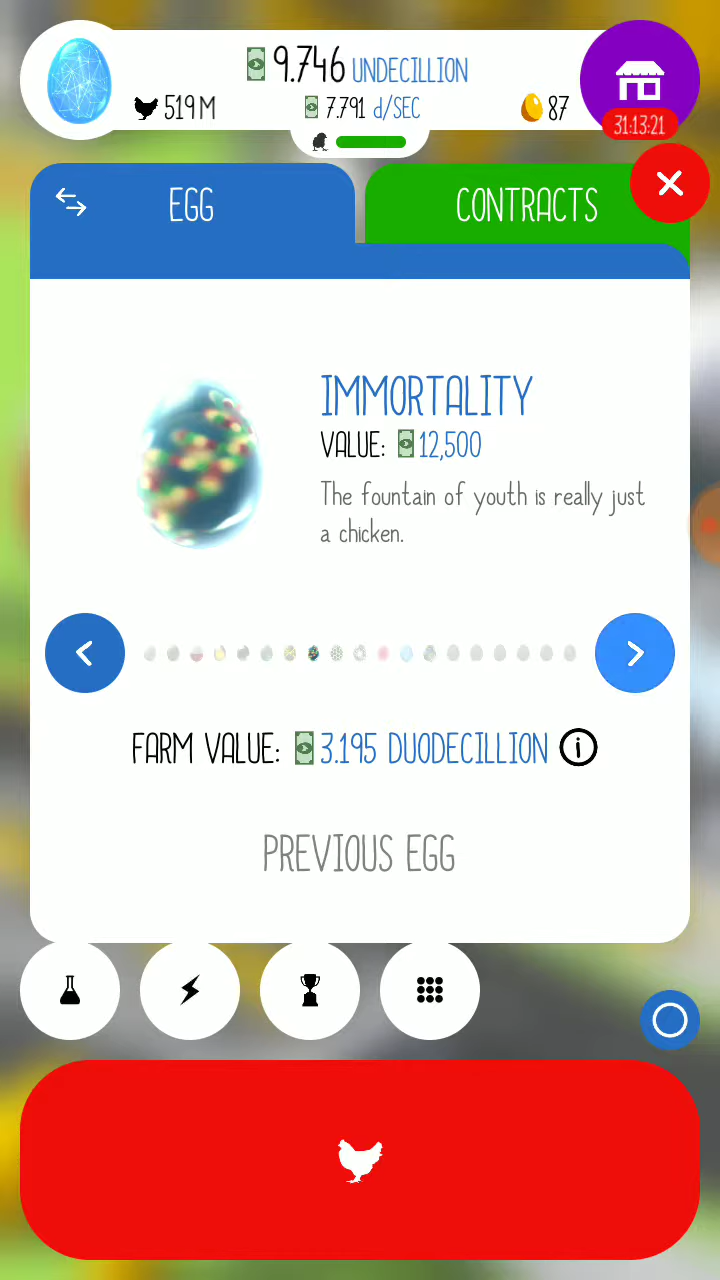 9.746 UNDECILLION
519M
7.791 d/SEC
87
31:13:21
EGG
CONTRACTS
IMMORTALITY
VALUE: 12,500
The fountain of youth is really just
a chicken.
FARM VALUE: 3.195 DUODECILLION
PREVIOUS EGG